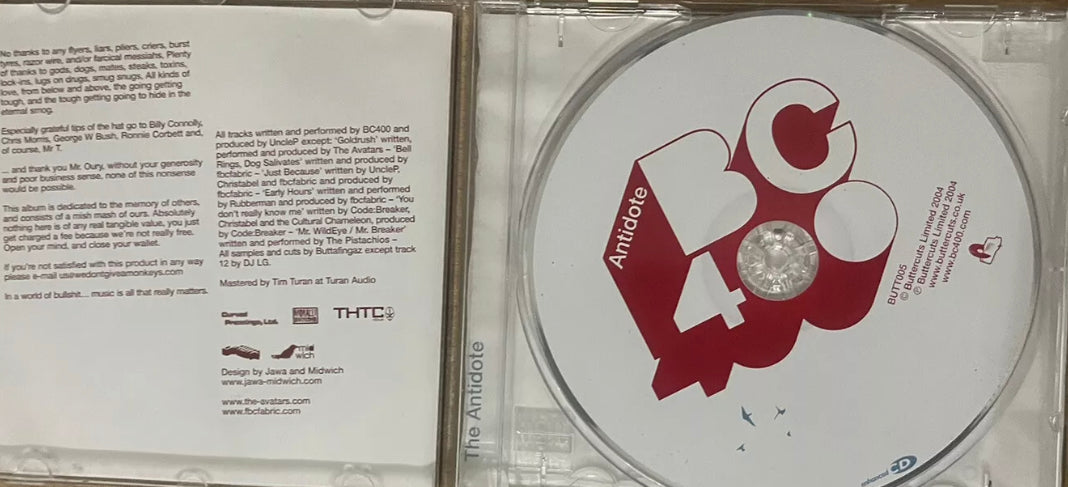 No thanks to any flyers, liars, pliers, criers, burst
tyres, razor wire, and/or farcical messiahs. Plenty
of thanks to gods, dogs, mates, steaks, toxins,
lock-ins, lugs on drugs, smug snugs. All kinds of
love, from below and above, the going getting
tough, and the tough getting going to hide in the
eternal smog.
Especially grateful tips of the hat go to Billy Connolly,
Chris Morris, George W Bush, Ronnie Corbett and,
of course, Mr T.
... and thank you Mr. Oury, without your generosity
and poor business sense, none of this nonsense
would be possible.
This album is dedicated to the memory of others,
and consists of a mish mash of ours. Absolutely
nothing here is of any real tangible value, you just
get charged a fee because we're not really free.
Open your mind, and close your wallet.
If you're not satisfied with this product in any way
please e-mail us@wedontgiveamonkeys.com
In a world of bullshit.... music is all that really matters.
All tracks written and performed by BC400 and
produced by UncleP except: 'Goldrush' written,
performed and produced by The Avatars – 'Bell
Rings, Dog Salivates' written and produced by
fbcfabric – 'Just Because' written by UncleP,
Christabel and fbcfabric and produced by
fbcfabric – 'Early Hours' written and performed
by Rubberman and produced by fbcfabric – 'You
don't really know me' written by Code:Breaker,
Christabel and the Cultural Chameleon, produced
by Code:Breaker – 'Mr. WildEye / Mr. Breaker'
written and performed by The Pistachios –
All samples and cuts by Buttafingaz except track
12 by DJ LG.
Mastered by Tim Turan at Turan Audio
Curved
Pressings, Ltd.
THTC
mid
wich
Design by Jawa and Midwich
www.jawa-midwich.com
www.the-avatars.com
www.fbcfabric.com
The Antidote
Antidote
BC
400
BUTT005
© Buttercuts Limited 2004
℗ Buttercuts Limited 2004
www.buttercuts.co.uk
www.bc400.com
enhanced CD